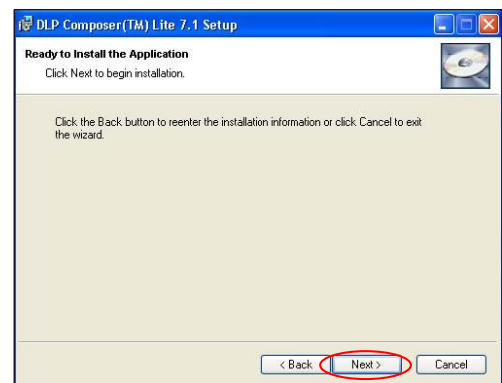 DLP Composer(TM) Lite 7.1 Setup
Ready to Install the Application
Click Next to begin installation.
Click the Back button to reenter the installation information or click Cancel to exit
the wizard.
< Back
Next >
Cancel